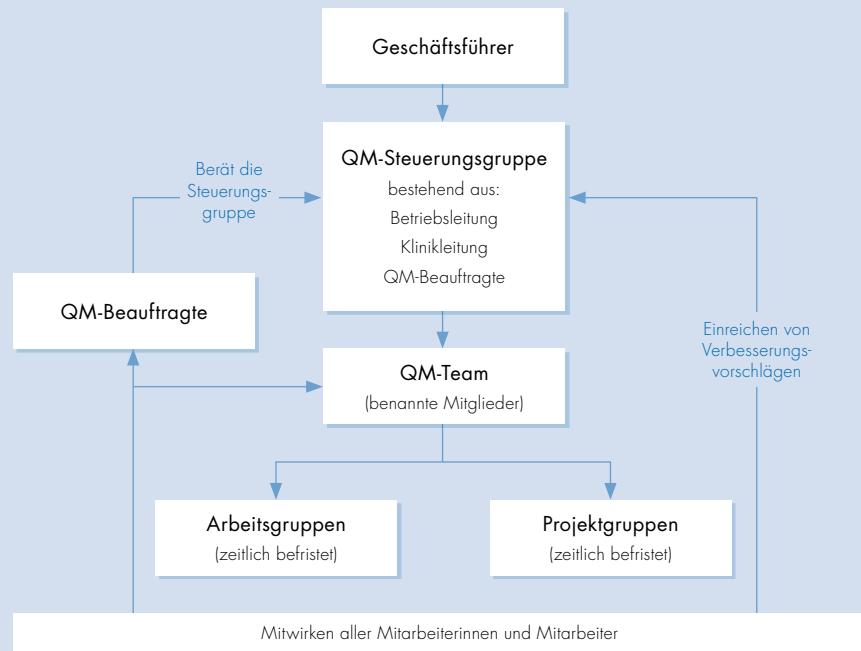 Geschäftsführer
QM-Steuerungsgruppe
bestehend aus:
Betriebsleitung
Klinikleitung
QM-Beauftragte
Berät die
Steuerungs-
gruppe
QM-Beauftragte
Einreichen von
Verbesserungs-
vorschlägen
QM-Team
(benannte Mitglieder)
Arbeitsgruppen
(zeitlich befristet)
Projektgruppen
(zeitlich befristet)
Mitwirken aller Mitarbeiterinnen und Mitarbeiter